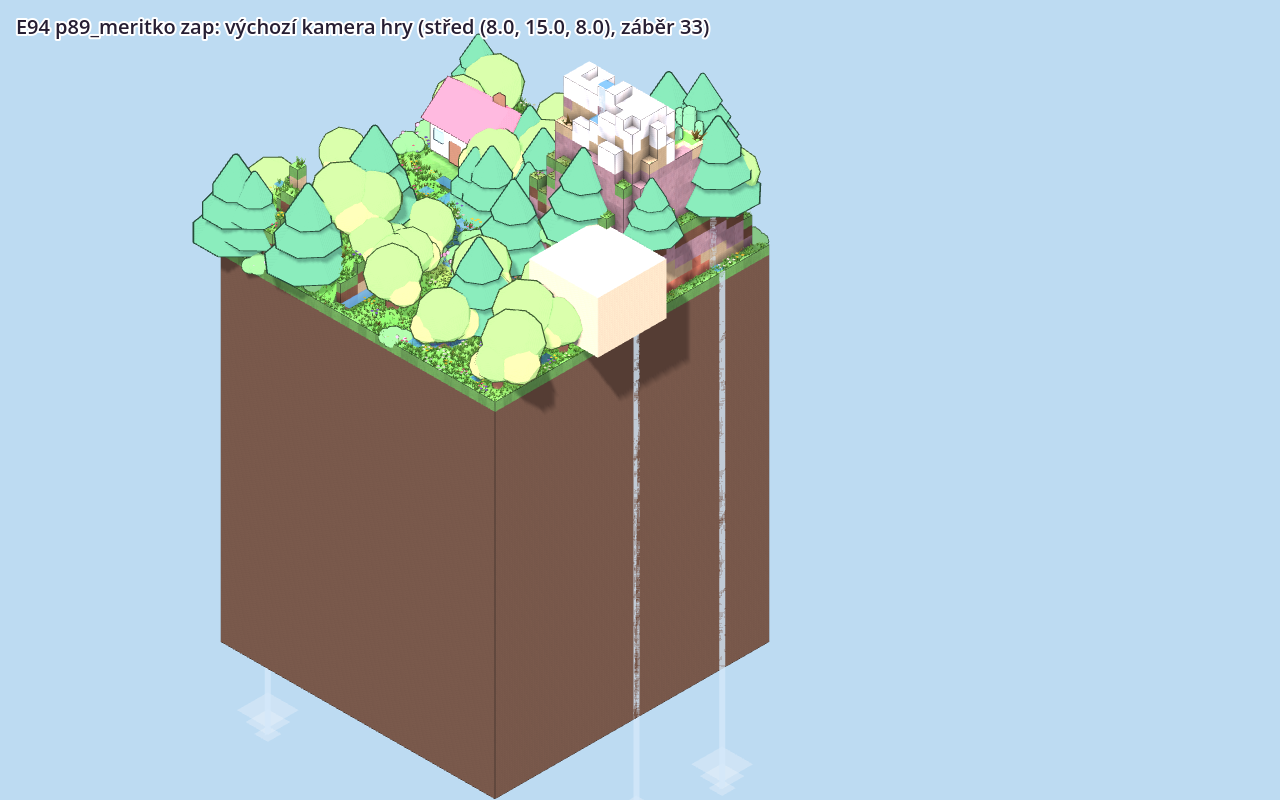 E94 p89_meritko zap: výchozí kamera hry (střed (8.0, 15.0, 8.0), záběr 33)